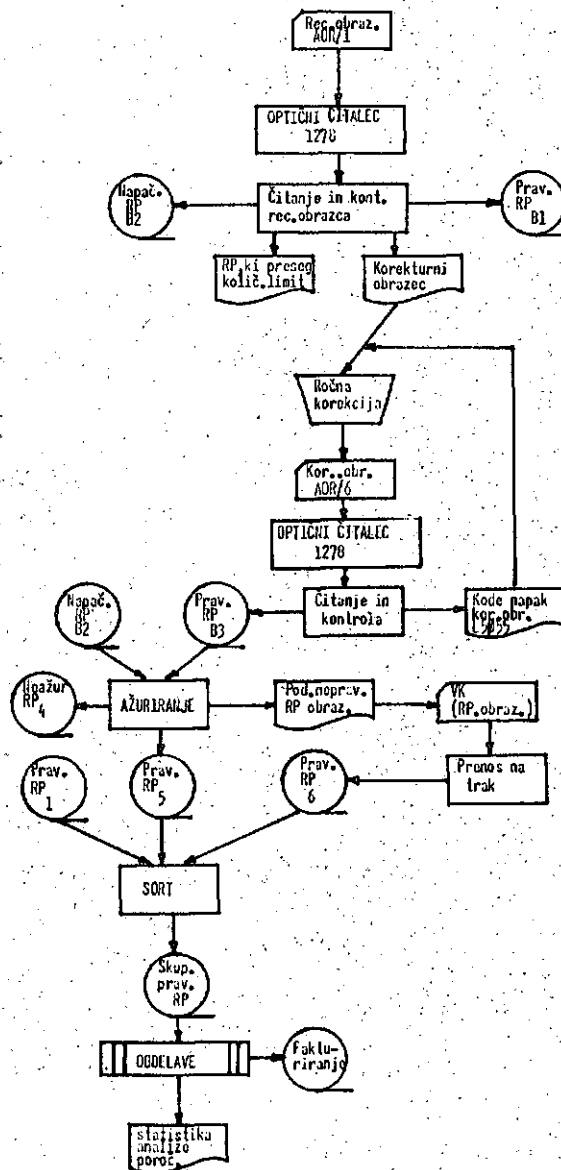 Rec.obraz.
AOR/1
OPTIČNI ČITALEC
1278
Napač.
RP
B2
Čitanje in kont.
rec.obrazca
Prav.
RP
B1
RP,ki preseg
količ.limit
Korekturni
obrazec
Ročna
korekcija
Kor..obr.
AOR/6
OPTIČNI ČITALEC
1278
Napač.
RP
B2
Prav.
RP
B3
Čitanje in
kontrola
Kode napak
kor.obr.
Neažur
RP
4
AŽURIRANJE
Pod.neprav.
RP obraz.
VK
(RP.obraz.)
Prav.
RP
1
Prav.
RP
5
Prav.
RP
6
Prenos na
trak
SORT
Skup.
prav.
RP
OBDELAVE
Faktu-
riranje
statistika
analize
poroč.